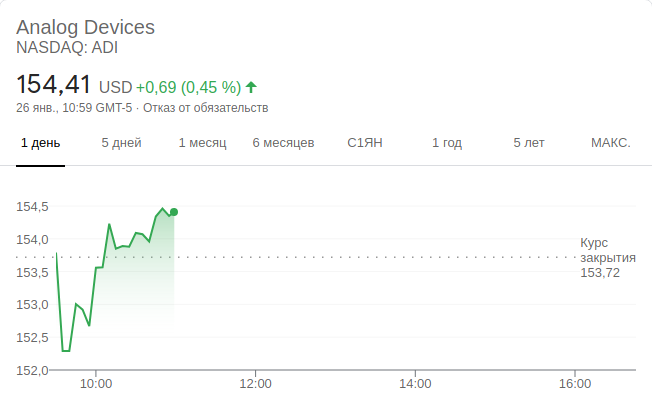 Analog Devices
NASDAQ: ADI
154,41 USD +0,69 (0,45 %)
26 янв., 10:59 GMT-5 · Отказ от обязательств
1 день 5 дней 1 месяц 6 месяцев С1ЯН 1 год 5 лет МАКС.
154,5
154,0
153,5
153,0
152,5
152,0
Курс
закрытия
153,72
10:00 12:00 14:00 16:00